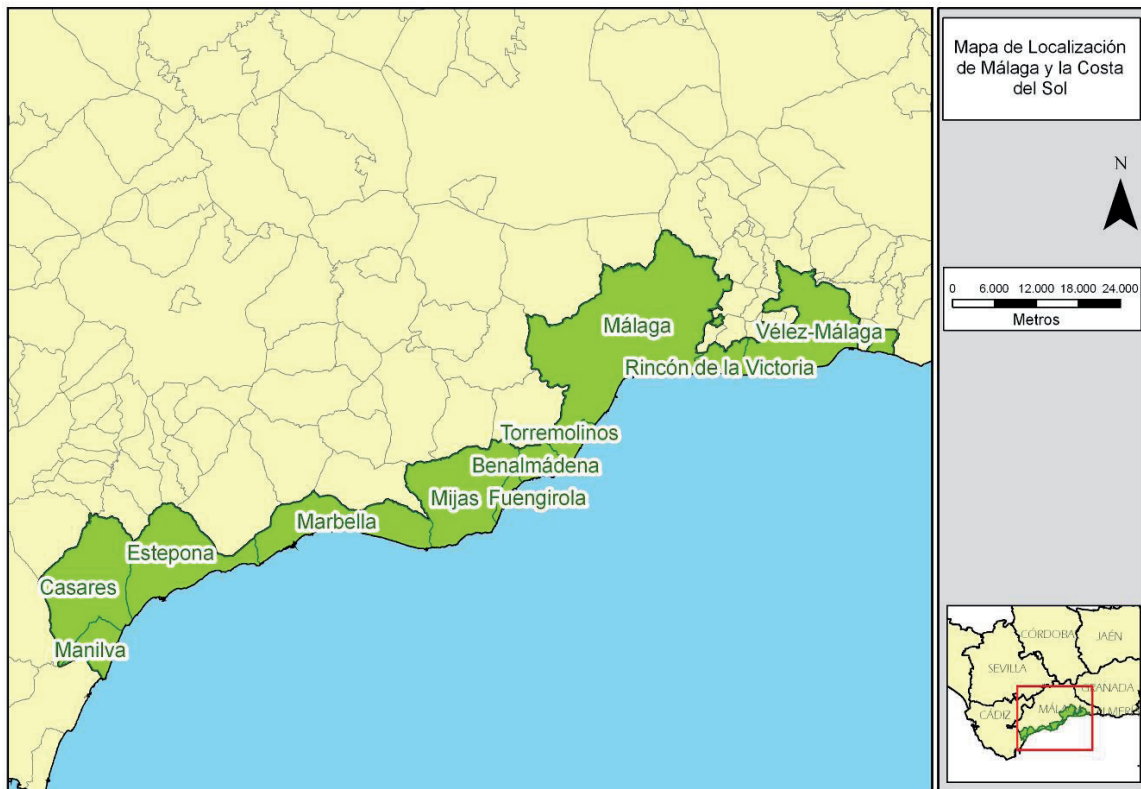 Mapa de Localización
de Málaga y la Costa
del Sol
N
0 6.000 12.000 18.000 24.000
Metros
Málaga
Vélez-Málaga
Rincón de la Victoria
Torremolinos
Benalmádena
Mijas Fuengirola
Marbella
Estepona
Casares
Manilva
CÓRDOBA
JAÉN
SEVILLA
GRANADA
CÁDIZ